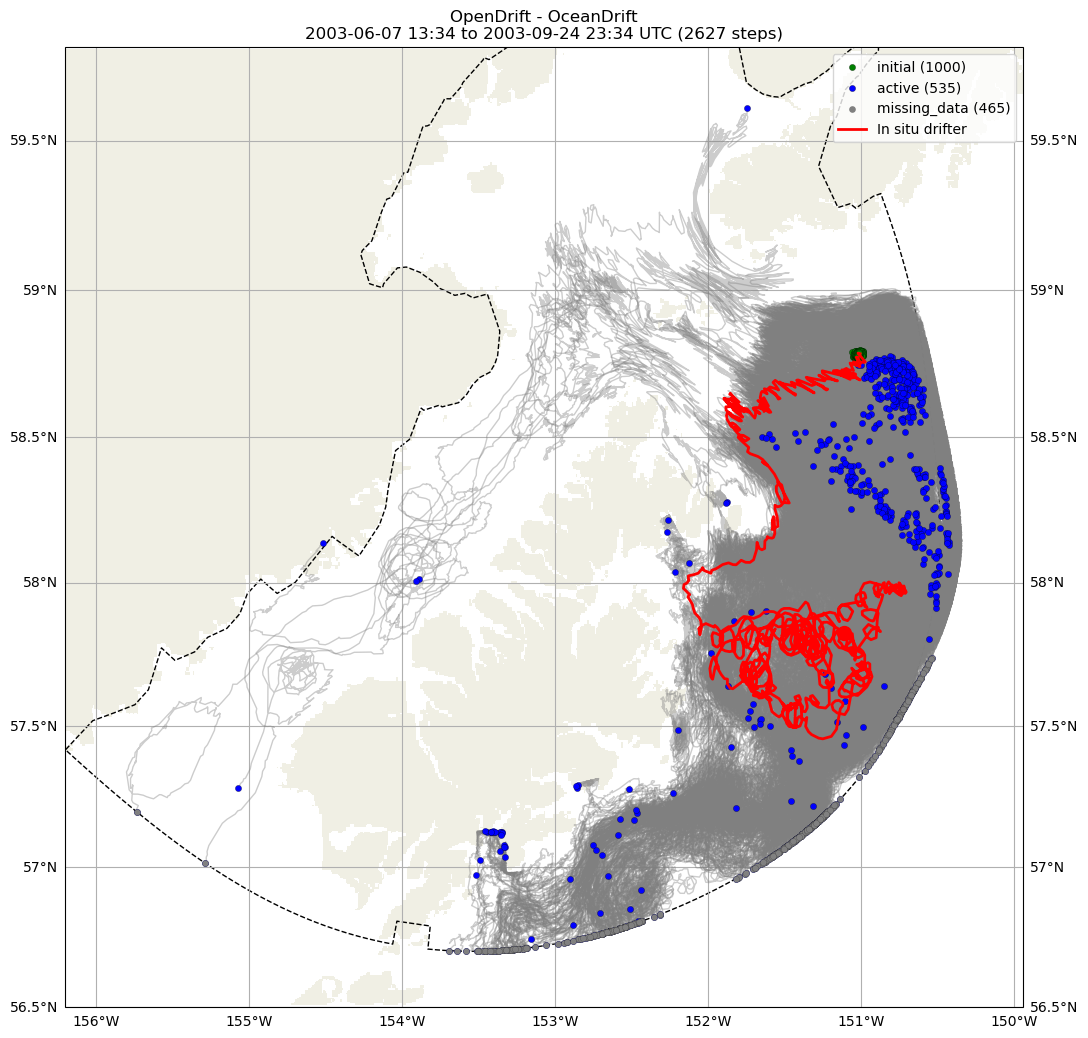 OpenDrift - OceanDrift
2003-06-07 13:34 to 2003-09-24 23:34 UTC (2627 steps)
initial (1000)
active (535)
missing_data (465)
In situ drifter
59.5°N
59.5°N
59°N
59°N
58.5°N
58.5°N
58°N
58°N
57.5°N
57.5°N
57°N
57°N
56.5°N
56.5°N
156°W
155°W
154°W
153°W
152°W
151°W
150°W